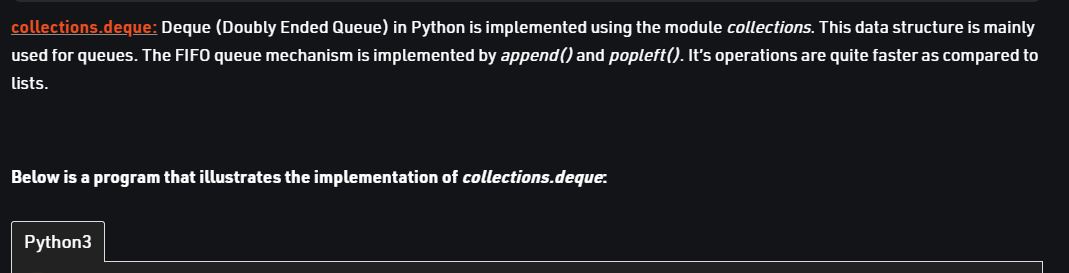 collections.deque: Deque (Doubly Ended Queue) in Python is implemented using the module collections. This data structure is mainly
used for queues. The FIFO queue mechanism is implemented by append() and popleft(). It's operations are quite faster as compared to
lists.
Below is a program that illustrates the implementation of collections.deque:
Python3